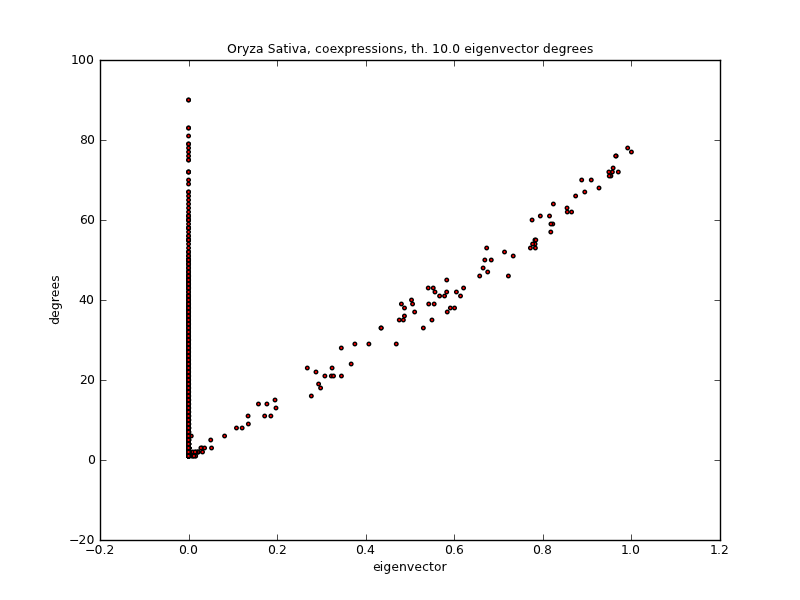 Oryza Sativa, coexpressions, th. 10.0 eigenvector degrees
100
80
60
40
20
0
−20
degrees
−0.2 0.0 0.2 0.4 0.6 0.8 1.0 1.2
eigenvector